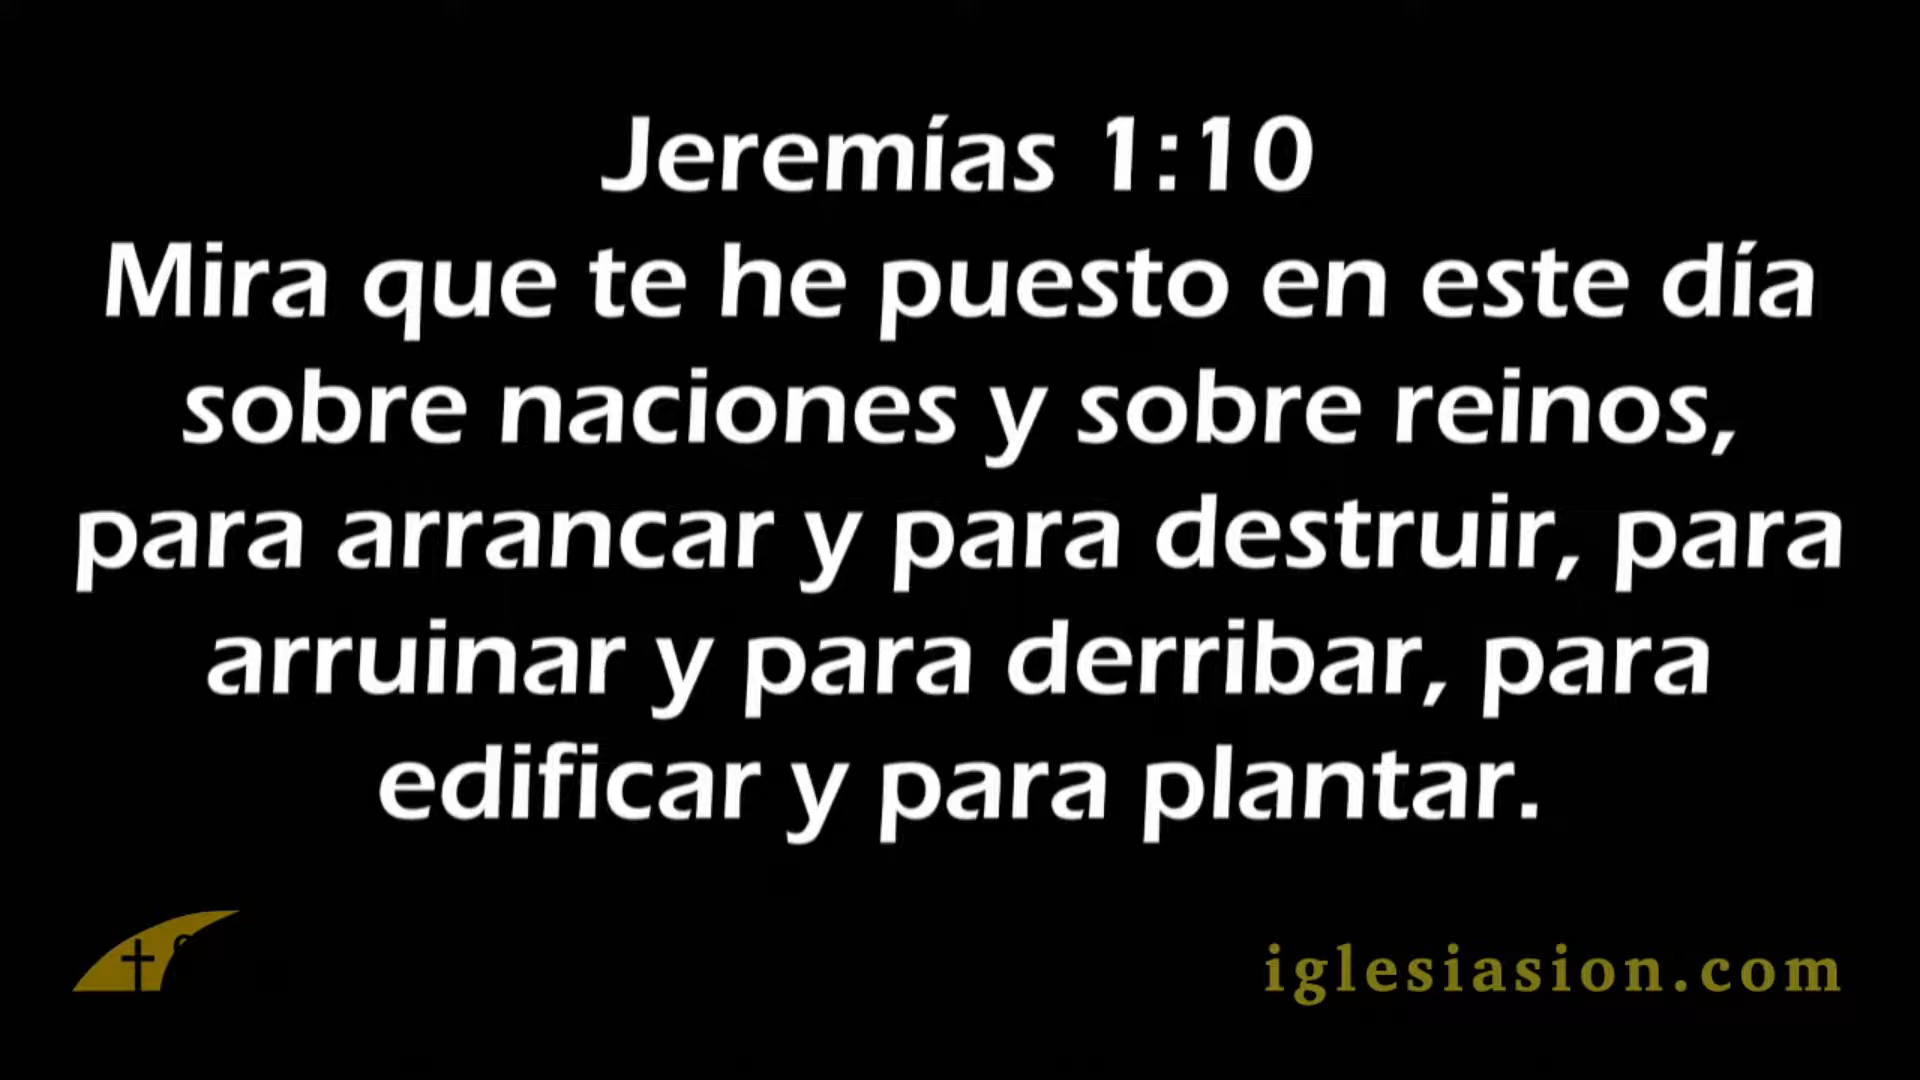 Jeremías 1:10
Mira que te he puesto en este día
sobre naciones y sobre reinos,
para arrancar y para destruir, para
arruinar y para derribar, para
edificar y para plantar.
iglesiasion.com